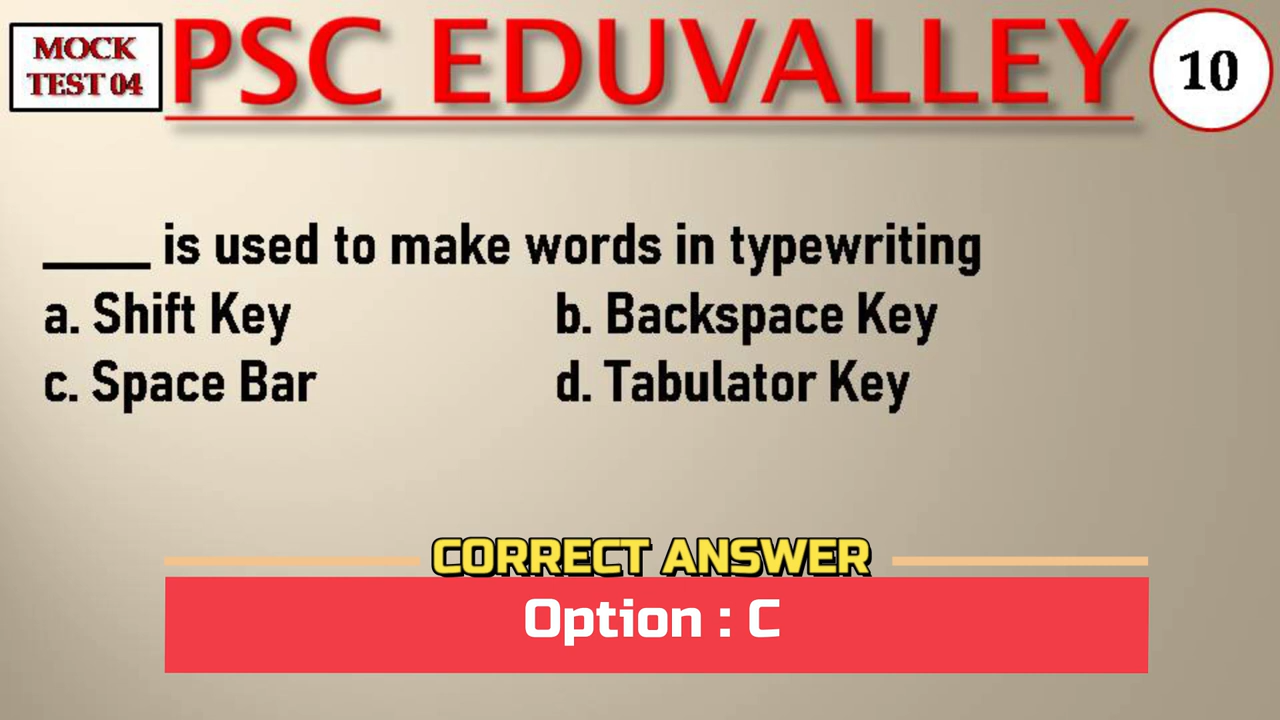 MOCK
TEST 04
PSC EDUVALLEY
10
____ is used to make words in typewriting
a. Shift Key b. Backspace Key
c. Space Bar d. Tabulator Key
CORRECT ANSWER
Option : C